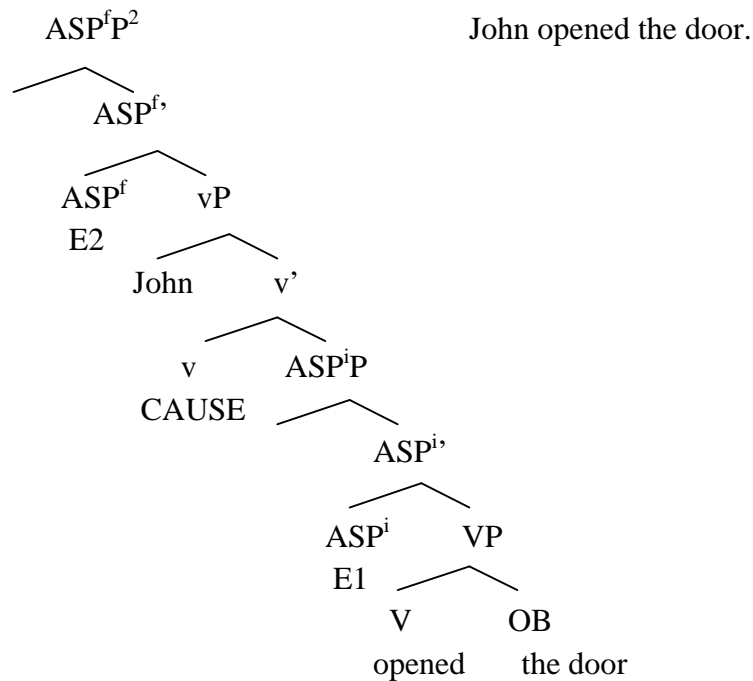 ASPᶠP² John opened the door.
ASPᶠ’
ASPᶠ vP
E2
John v’
v ASPⁱP
CAUSE
ASPⁱ’
ASPⁱ VP
E1
V OB
opened the door